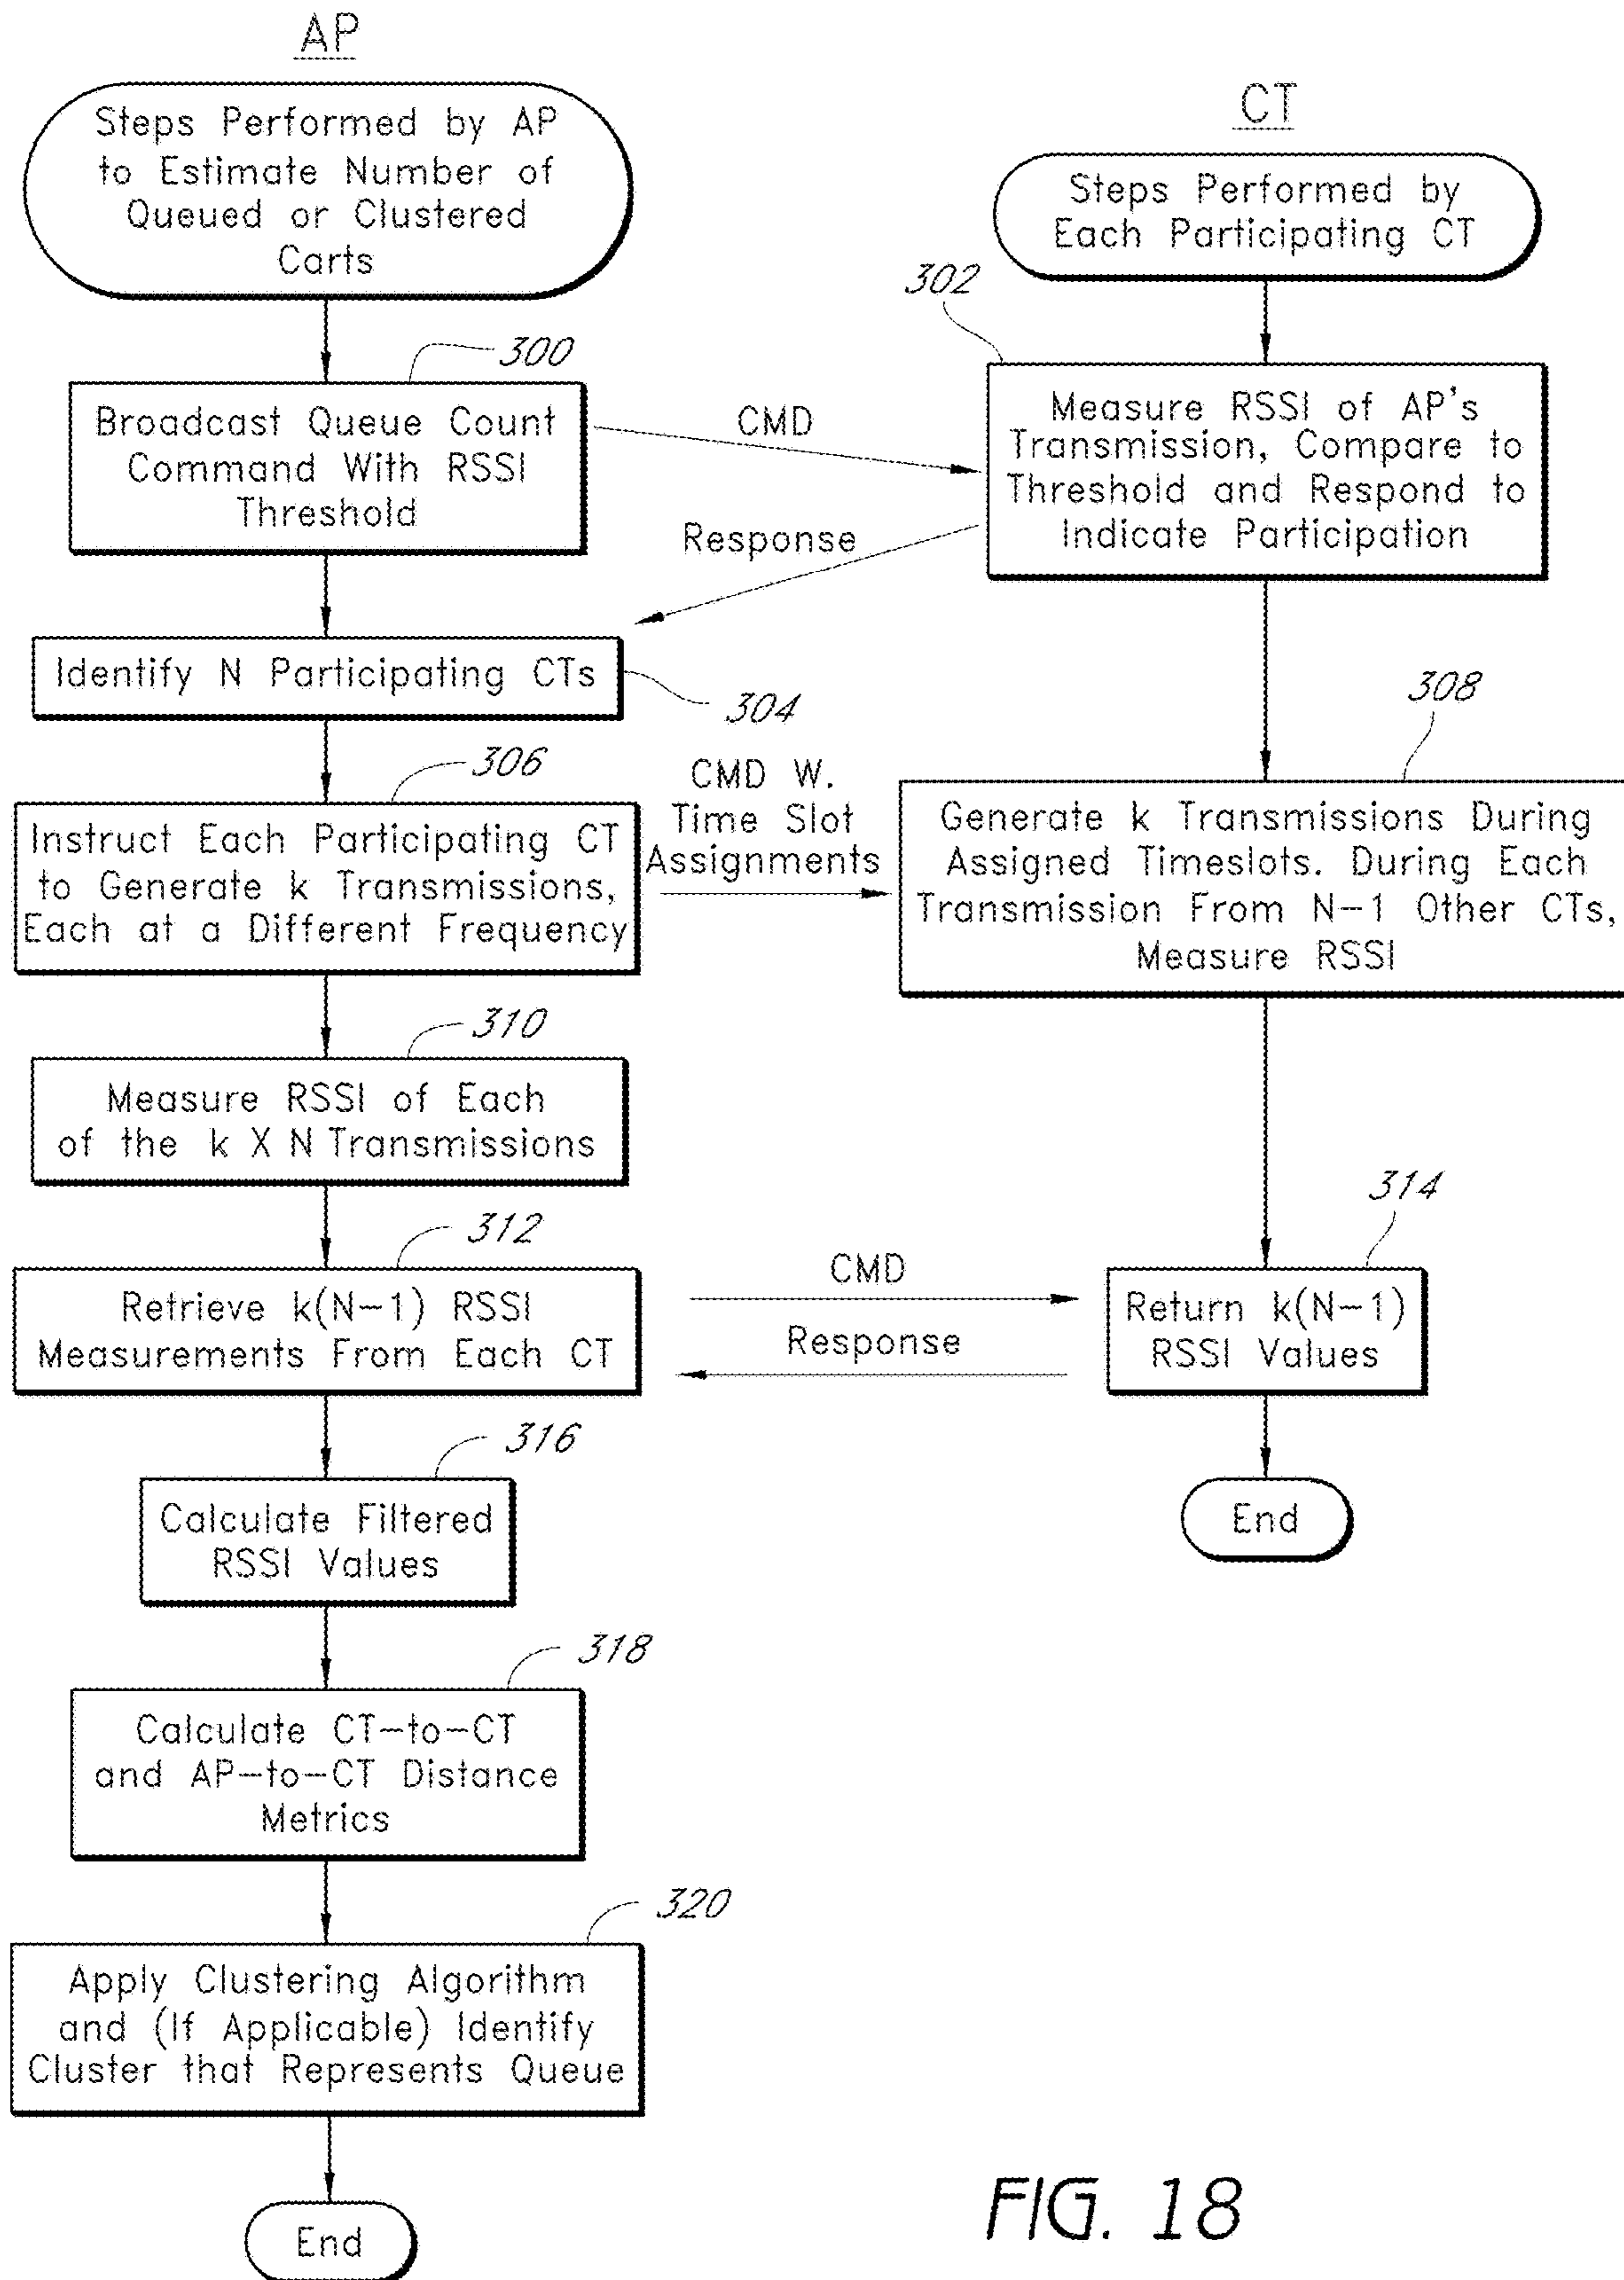 AP
Steps Performed by AP
to Estimate Number of
Queued or Clustered
Carts
CT
Steps Performed by
Each Participating CT
300
Broadcast Queue Count
Command With RSSI
Threshold
CMD
302
Measure RSSI of AP's
Transmission, Compare to
Threshold and Respond to
Indicate Participation
Response
Identify N Participating CTs
304
306
Instruct Each Participating CT
to Generate k Transmissions,
Each at a Different Frequency
CMD W.
Time Slot
Assignments
308
Generate k Transmissions During
Assigned Timeslots. During Each
Transmission From N-1 Other CTs,
Measure RSSI
310
Measure RSSI of Each
of the k X N Transmissions
312
Retrieve k(N-1) RSSI
Measurements From Each CT
CMD
Response
314
Return k(N-1)
RSSI Values
End
316
Calculate Filtered
RSSI Values
318
Calculate CT-to-CT
and AP-to-CT Distance
Metrics
320
Apply Clustering Algorithm
and (If Applicable) Identify
Cluster that Represents Queue
End
FIG. 18